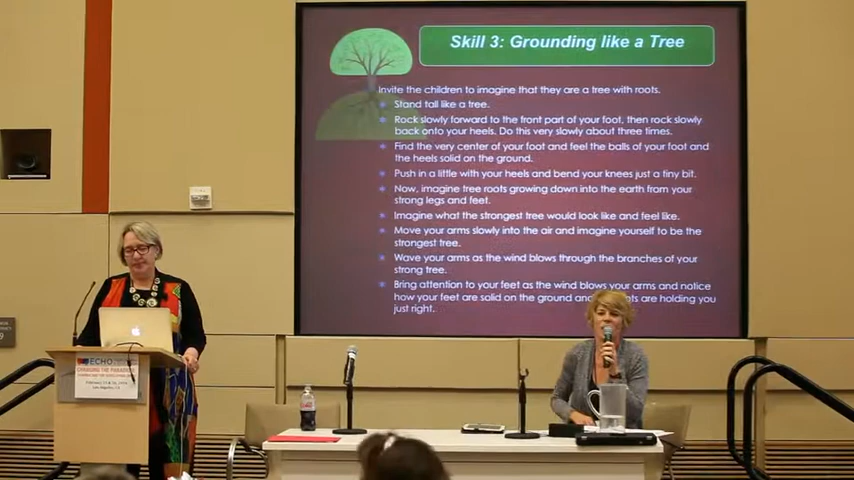 Skill 3: Grounding like a Tree
Invite the children to imagine that they are a tree with roots.
Stand tall like a tree.
Rock slowly forward to the front part of your foot, then rock slowly
back onto your heels. Do this very slowly about three times.
Find the very center of your foot and feel the balls of your foot and
the heels solid on the ground.
Push in a little with your heels and bend your knees just a tiny bit.
Now, imagine tree roots growing down into the earth from your
strong legs and feet.
Imagine what the strongest tree would look like and feel like.
Move your arms slowly into the air and imagine yourself to be the
strongest tree.
Wave your arms as the wind blows through the branches of your
strong tree.
Bring attention to your feet as the wind blows your arms and notice
how your feet are solid on the ground and are holding you
just right.
ECHO
CHANGING THE PARADIGM